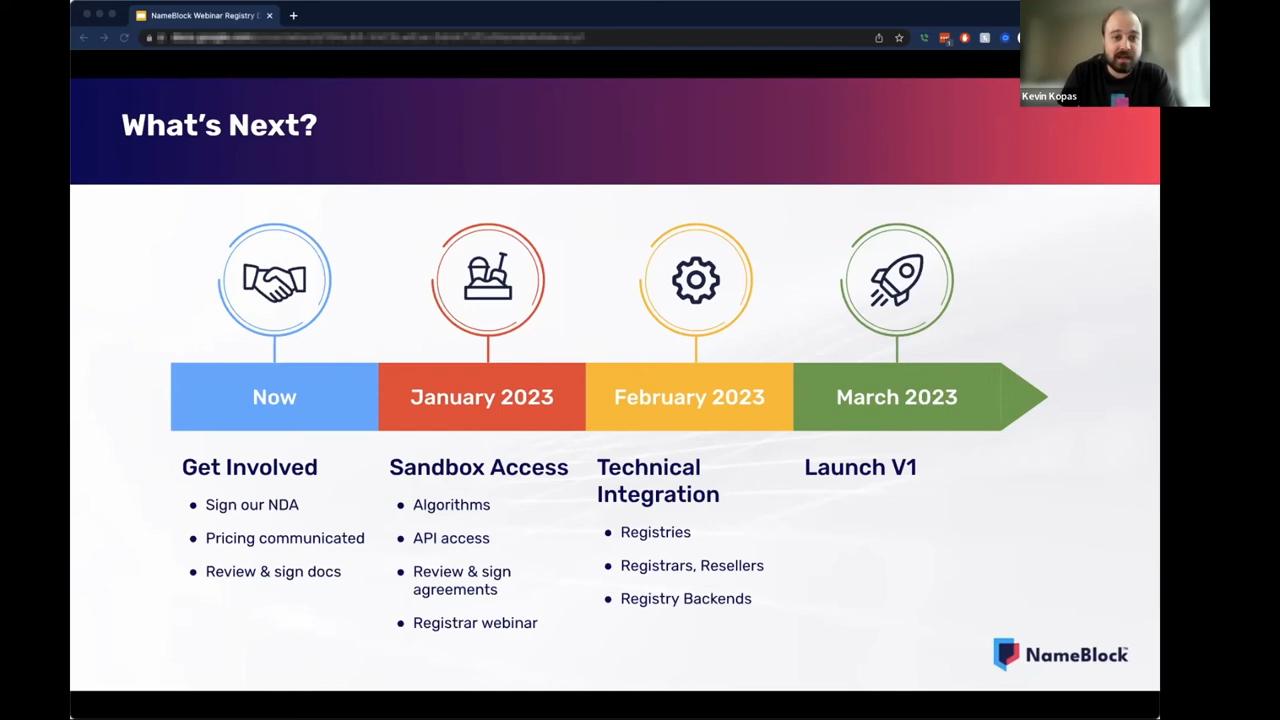 NameBlock Webinar Registry D
Kevin Kopas
What's Next?
Now
January 2023
February 2023
March 2023
Get Involved
• Sign our NDA
• Pricing communicated
• Review & sign docs
Sandbox Access
• Algorithms
• API access
• Review & sign
agreements
• Registrar webinar
Technical
Integration
• Registries
• Registrars, Resellers
• Registry Backends
Launch V1
NameBlock™